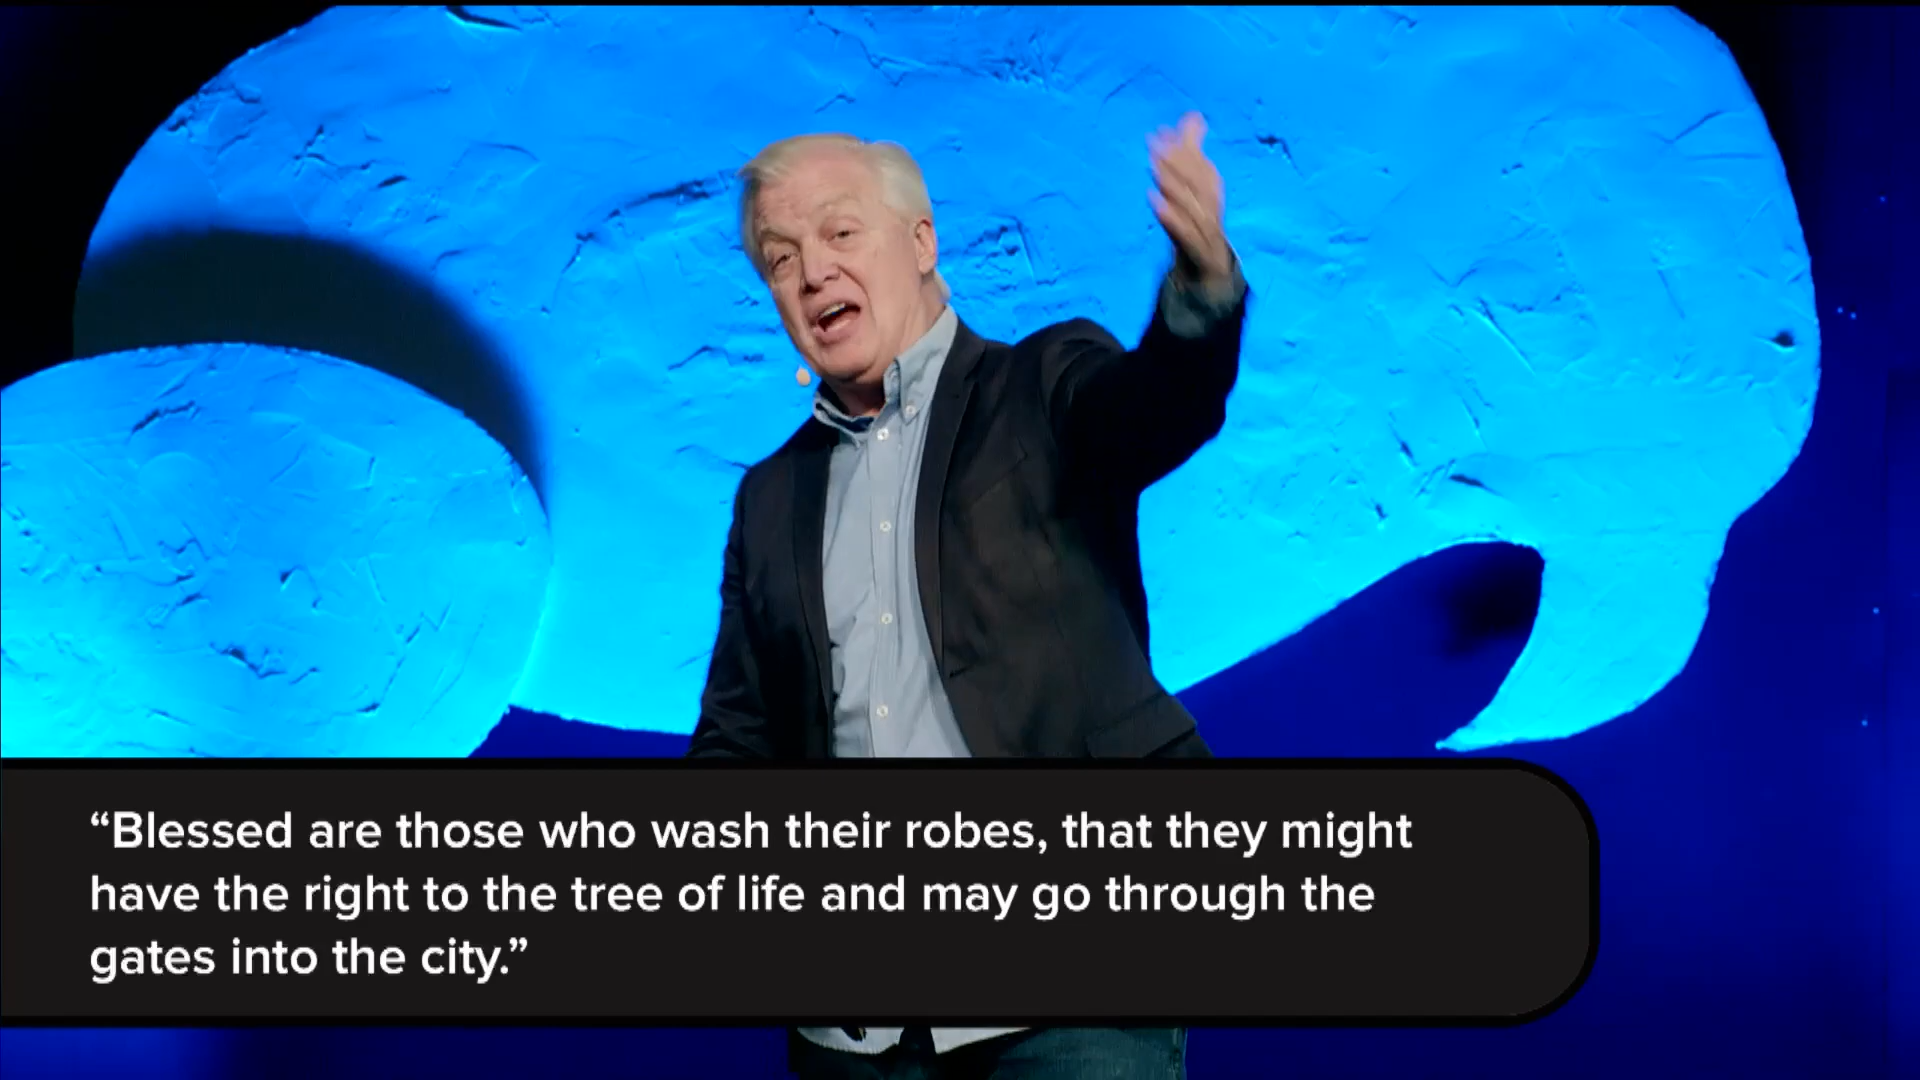 “Blessed are those who wash their robes, that they might
have the right to the tree of life and may go through the
gates into the city.”